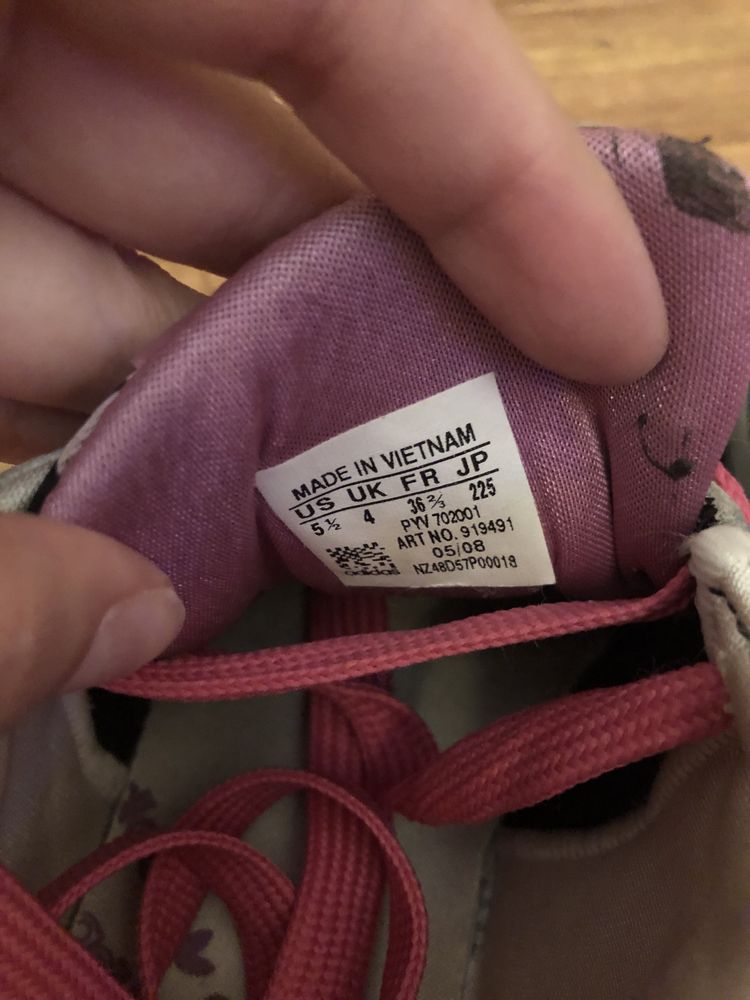 MADE IN VIETNAM
US UK FR JP
5½ 4 36⅔ 225
PYV 702001
ART NO. 919491
05/08
adidas NZ48D57P00018